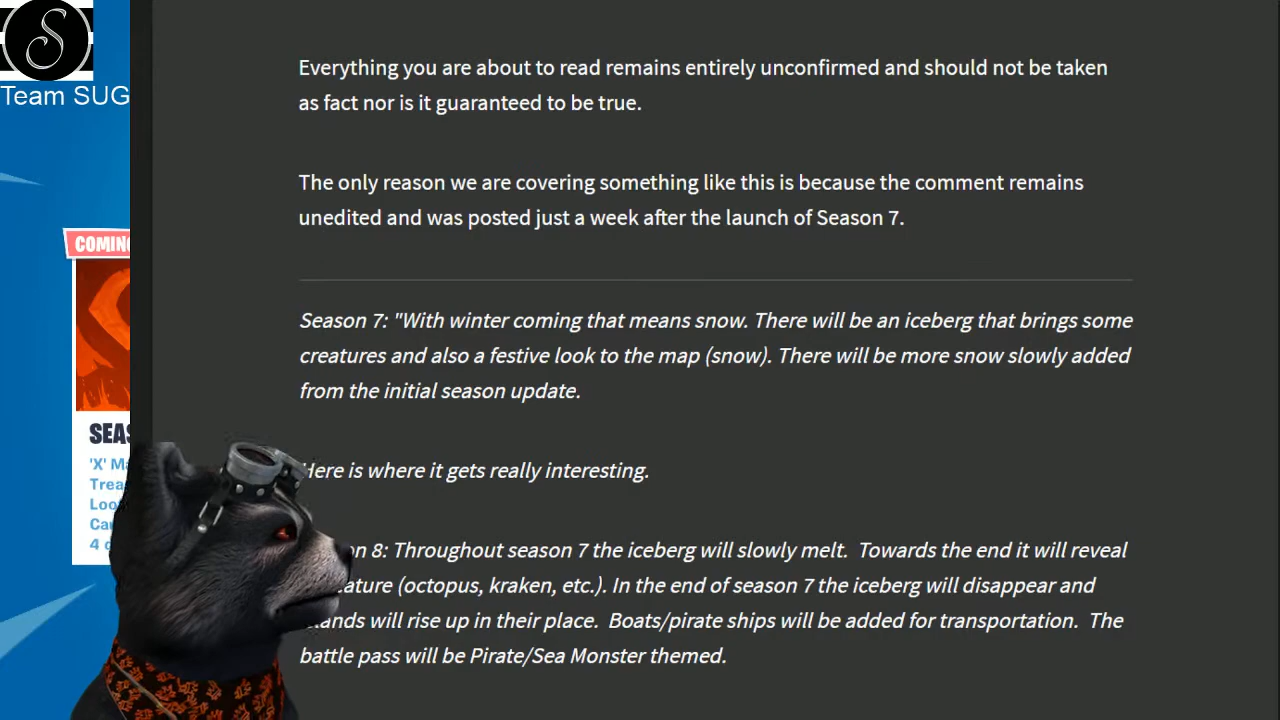 S
Team SUG
Everything you are about to read remains entirely unconfirmed and should not be taken
as fact nor is it guaranteed to be true.
The only reason we are covering something like this is because the comment remains
unedited and was posted just a week after the launch of Season 7.
Season 7: "With winter coming that means snow. There will be an iceberg that brings some
creatures and also a festive look to the map (snow). There will be more snow slowly added
from the initial season update.
Here is where it gets really interesting.
8: Throughout season 7 the iceberg will slowly melt. Towards the end it will reveal
(octopus, kraken, etc.). In the end of season 7 the iceberg will disappear and
will rise up in their place. Boats/pirate ships will be added for transportation. The
battle pass will be Pirate/Sea Monster themed.
COMIN
SEAS
'X' Ma
Trea
Loo
Car
4 d